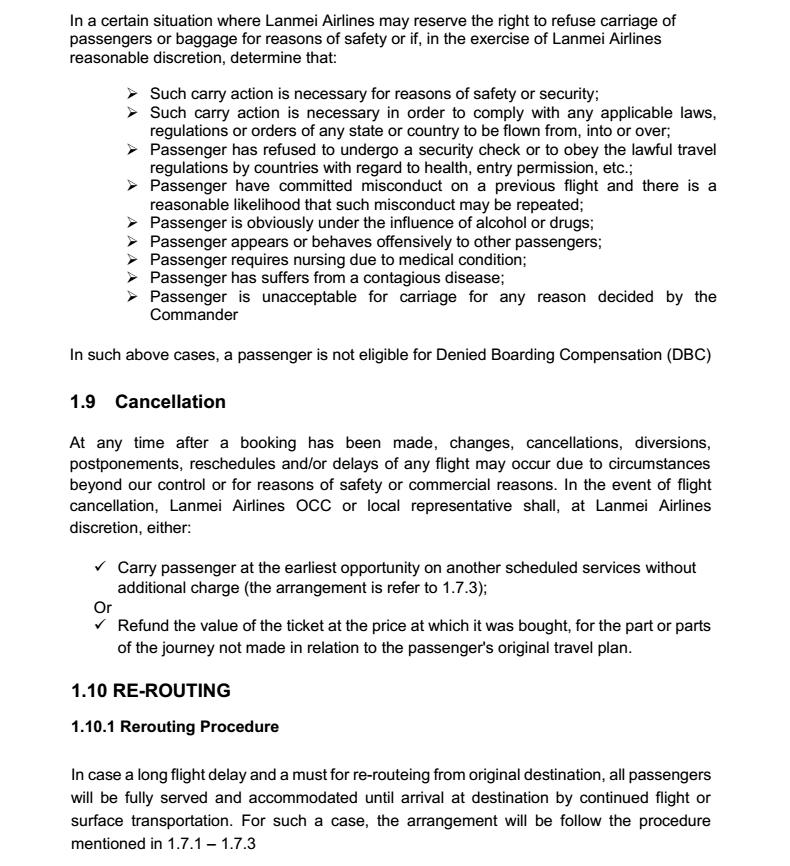 In a certain situation where Lanmei Airlines may reserve the right to refuse carriage of
passengers or baggage for reasons of safety or if, in the exercise of Lanmei Airlines
reasonable discretion, determine that:
➢ Such carry action is necessary for reasons of safety or security;
➢ Such carry action is necessary in order to comply with any applicable laws,
regulations or orders of any state or country to be flown from, into or over;
➢ Passenger has refused to undergo a security check or to obey the lawful travel
regulations by countries with regard to health, entry permission, etc.;
➢ Passenger have committed misconduct on a previous flight and there is a
reasonable likelihood that such misconduct may be repeated;
➢ Passenger is obviously under the influence of alcohol or drugs;
➢ Passenger appears or behaves offensively to other passengers;
➢ Passenger requires nursing due to medical condition;
➢ Passenger has suffers from a contagious disease;
➢ Passenger is unacceptable for carriage for any reason decided by the
Commander
In such above cases, a passenger is not eligible for Denied Boarding Compensation (DBC)
1.9 Cancellation
At any time after a booking has been made, changes, cancellations, diversions,
postponements, reschedules and/or delays of any flight may occur due to circumstances
beyond our control or for reasons of safety or commercial reasons. In the event of flight
cancellation, Lanmei Airlines OCC or local representative shall, at Lanmei Airlines
discretion, either:
✓ Carry passenger at the earliest opportunity on another scheduled services without
additional charge (the arrangement is refer to 1.7.3);
Or
✓ Refund the value of the ticket at the price at which it was bought, for the part or parts
of the journey not made in relation to the passenger's original travel plan.
1.10 RE-ROUTING
1.10.1 Rerouting Procedure
In case a long flight delay and a must for re-routeing from original destination, all passengers
will be fully served and accommodated until arrival at destination by continued flight or
surface transportation. For such a case, the arrangement will be follow the procedure
mentioned in 1.7.1 – 1.7.3